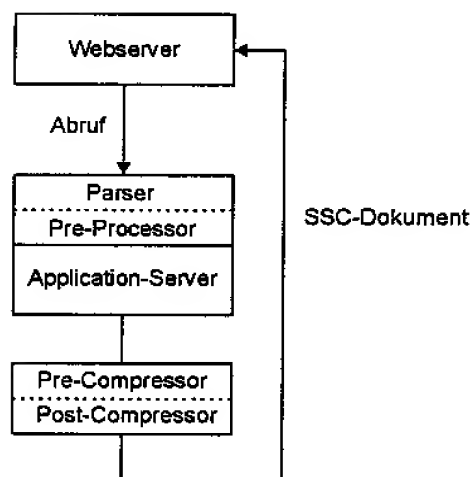 Webserver
Abruf
Parser
Pre-Processor
SSC-Dokument
Application-Server
Pre-Compressor
Post-Compressor